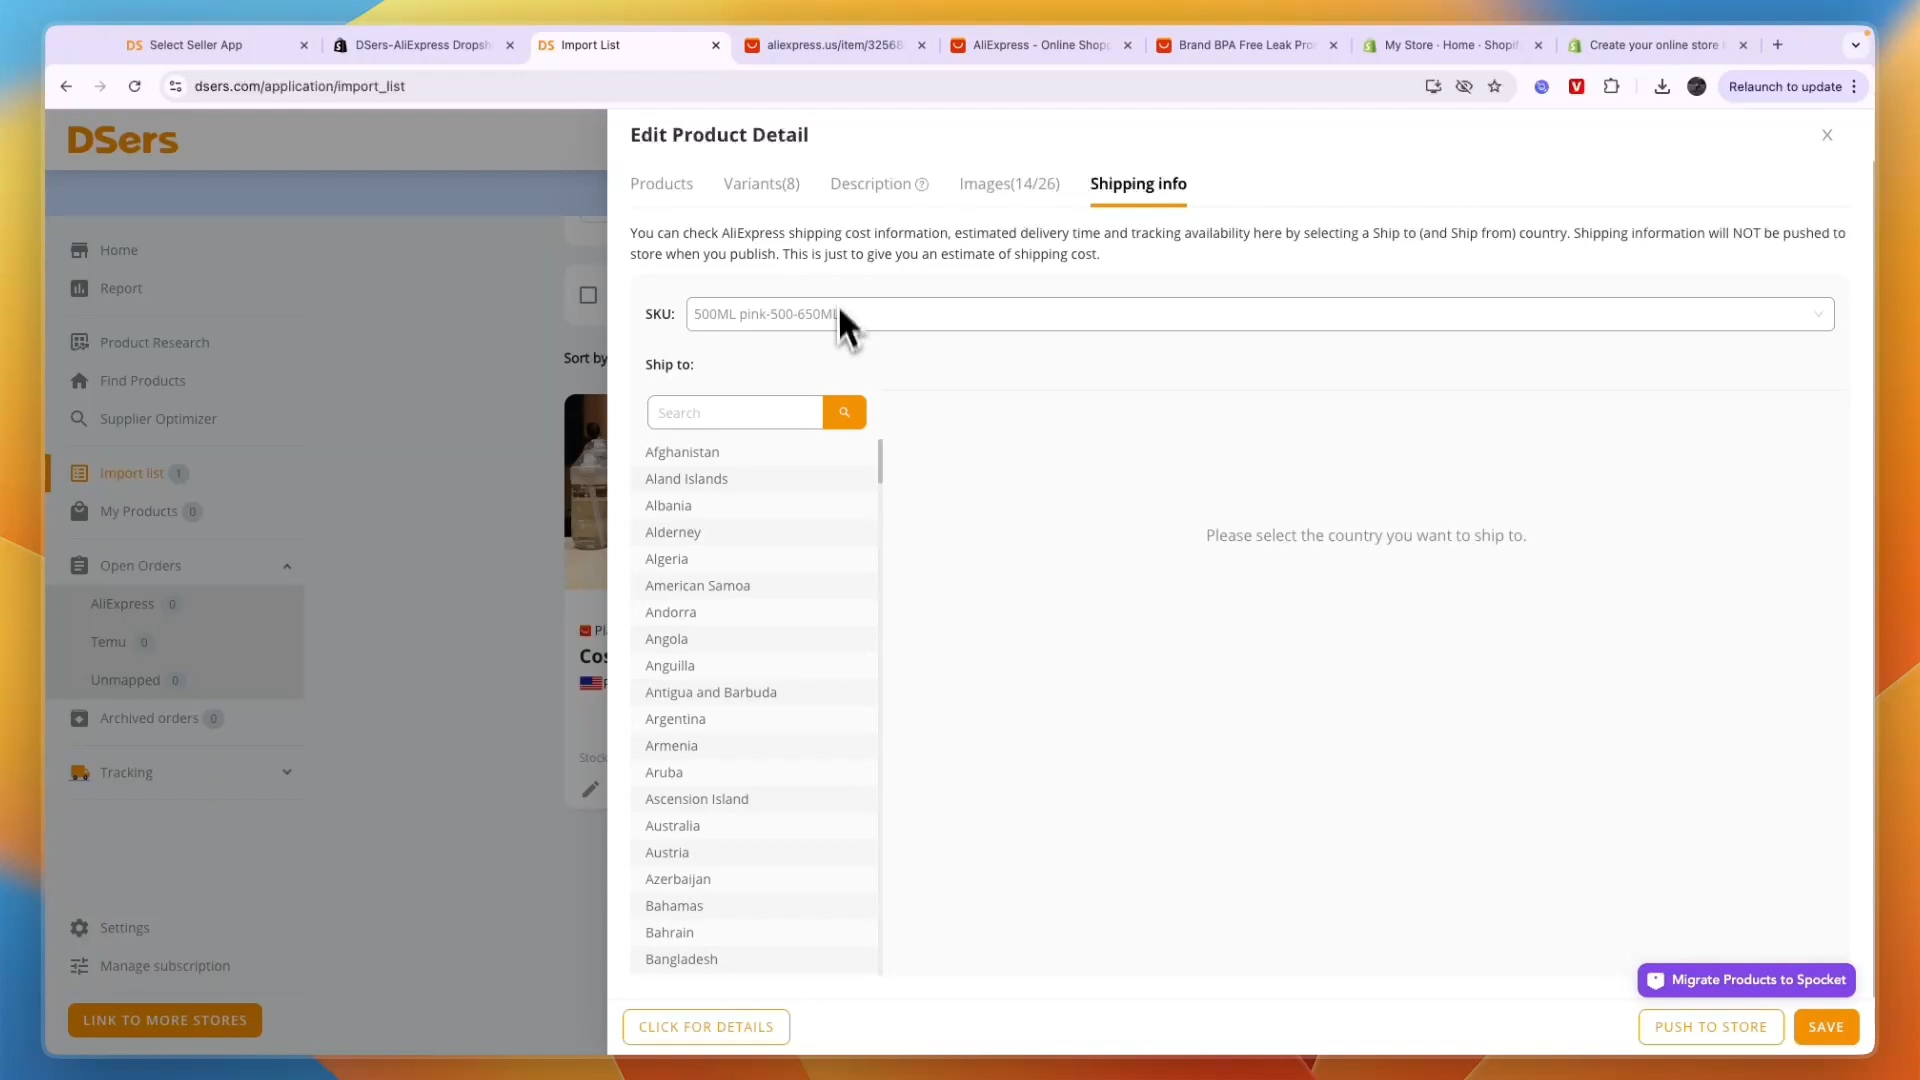 DS Select Seller App
DSers-AliExpress Dropsh
DS Import List
aliexpress.us/item/32568
AliExpress - Online Shopp
Brand BPA Free Leak Pro
My Store · Home · Shopif
Create your online store
dsers.com/application/import_list
Relaunch to update
DSers
Home
Report
Product Research
Find Products
Supplier Optimizer
Import list 1
My Products 0
Open Orders
AliExpress 0
Temu 0
Unmapped 0
Archived orders 0
Tracking
Settings
Manage subscription
LINK TO MORE STORES
Sort by
Cos
Stock
Edit Product Detail
Products
Variants(8)
Description
Images(14/26)
Shipping info
You can check AliExpress shipping cost information, estimated delivery time and tracking availability here by selecting a Ship to (and Ship from) country. Shipping information will NOT be pushed to
store when you publish. This is just to give you an estimate of shipping cost.
SKU: 500ML pink-500-650ML
Ship to:
Search
Afghanistan
Aland Islands
Albania
Alderney
Algeria
American Samoa
Andorra
Angola
Anguilla
Antigua and Barbuda
Argentina
Armenia
Aruba
Ascension Island
Australia
Austria
Azerbaijan
Bahamas
Bahrain
Bangladesh
Please select the country you want to ship to.
Migrate Products to Spocket
CLICK FOR DETAILS
PUSH TO STORE
SAVE